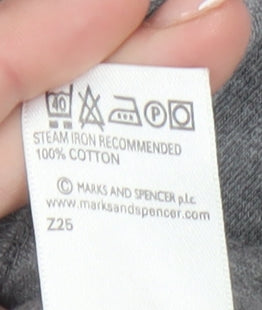 40 P
STEAM IRON RECOMMENDED
100% COTTON
© MARKS AND SPENCER p.l.c.
www.marksandspencer.com
Z25